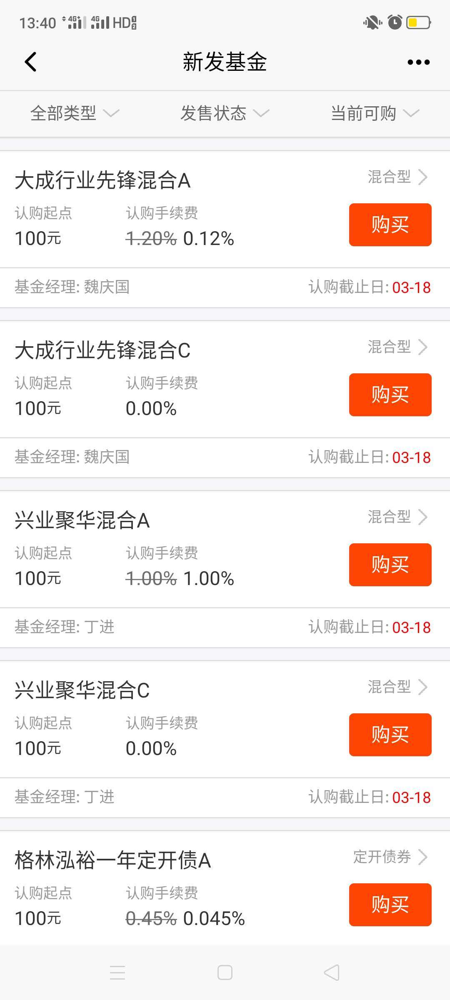 13:40 4G+ 4G HD 1 2
新发基金
全部类型 发售状态 当前可购
大成行业先锋混合A 混合型
认购起点 认购手续费
100元 1.20% 0.12% 购买
基金经理: 魏庆国 认购截止日: 03-18
大成行业先锋混合C 混合型
认购起点 认购手续费
100元 0.00% 购买
基金经理: 魏庆国 认购截止日: 03-18
兴业聚华混合A 混合型
认购起点 认购手续费
100元 1.00% 1.00% 购买
基金经理: 丁进 认购截止日: 03-18
兴业聚华混合C 混合型
认购起点 认购手续费
100元 0.00% 购买
基金经理: 丁进 认购截止日: 03-18
格林泓裕一年定开债A 定开债券
认购起点 认购手续费
100元 0.45% 0.045% 购买